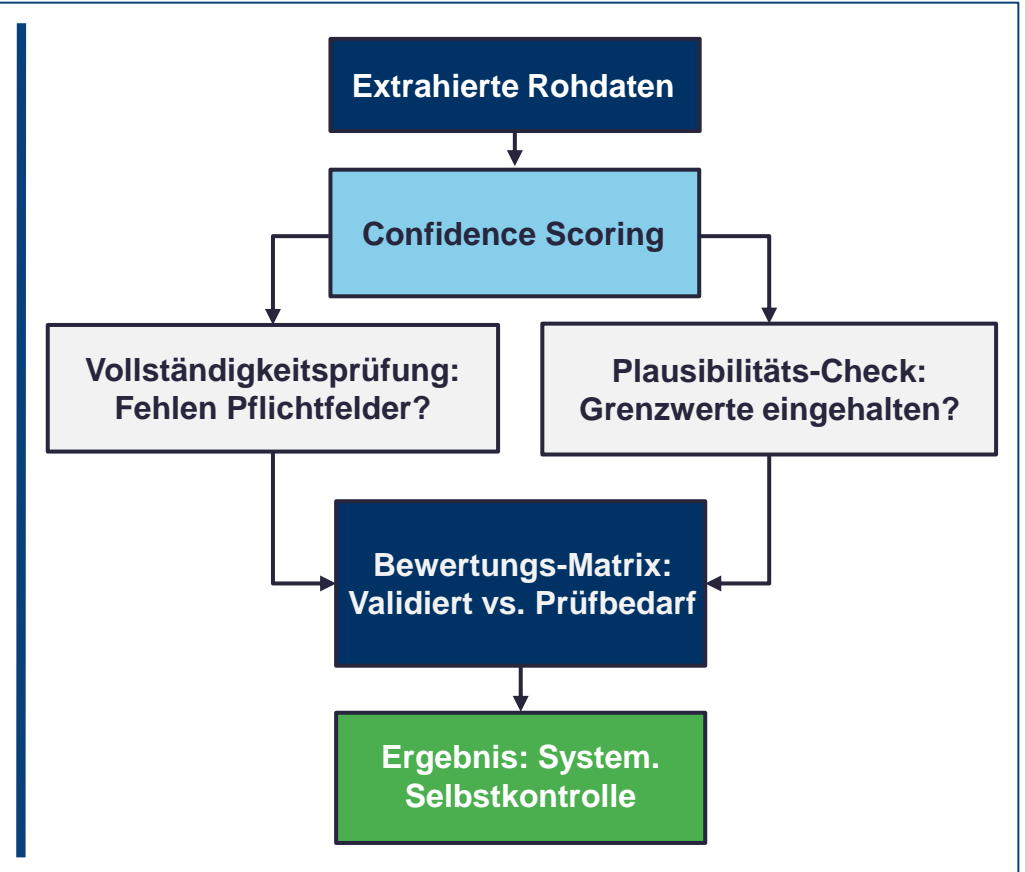 Extrahierte Rohdaten
Confidence Scoring
Vollständigkeitsprüfung:
Fehlen Pflichtfelder?
Plausibilitäts-Check:
Grenzwerte eingehalten?
Bewertungs-Matrix:
Validiert vs. Prüfbedarf
Ergebnis: System.
Selbstkontrolle